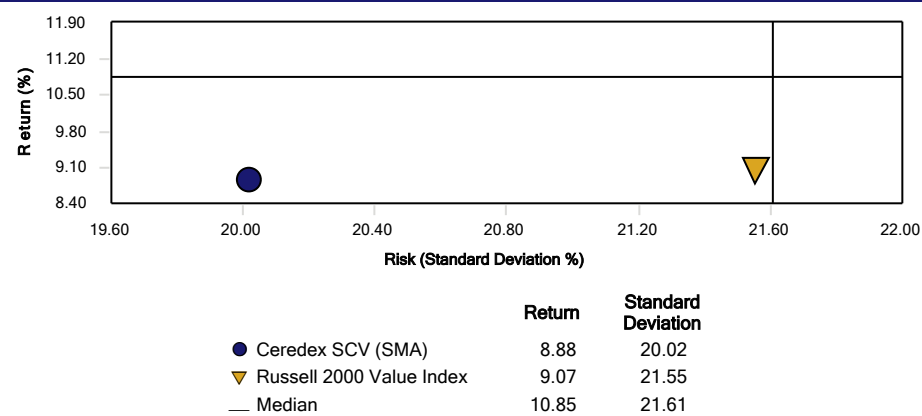 11.90
11.20
10.50
9.80
9.10
8.40
Return (%)
19.60 20.00 20.40 20.80 21.20 21.60 22.00
Risk (Standard Deviation %)
Return Standard Deviation
Ceredex SCV (SMA) 8.88 20.02
Russell 2000 Value Index 9.07 21.55
Median 10.85 21.61